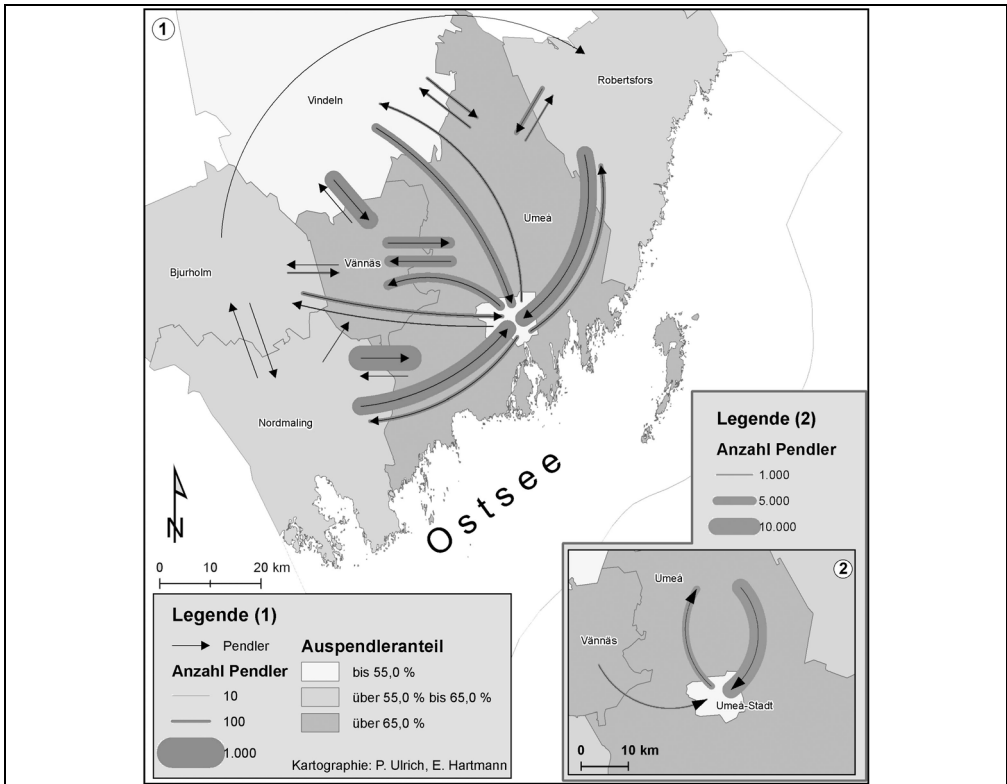 1
Vindeln
Robertsfors
Umeå
Vännäs
Bjurholm
Nordmaling
Ostsee
N
0 10 20 km
Legende (1)
Pendler
Anzahl Pendler
10
100
1.000
Auspendleranteil
bis 55,0 %
über 55,0 % bis 65,0 %
über 65,0 %
Kartographie: P. Ulrich, E. Hartmann
Legende (2)
Anzahl Pendler
1.000
5.000
10.000
2
Umeå
Vännäs
Umeå-Stadt
0 10 km